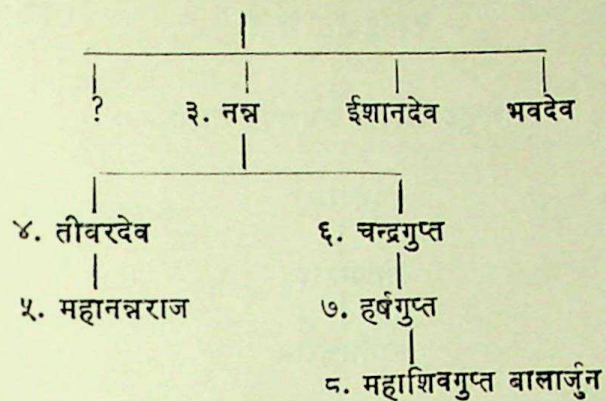 ? ३. नन्न ईशानदेव भवदेव
४. तीवरदेव ६. चन्द्रगुप्त
५. महानन्नराज ७. हर्षगुप्त
८. महाशिवगुप्त बालार्जुन